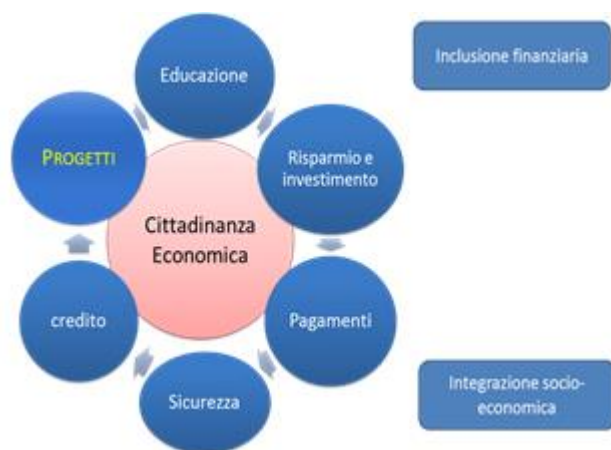 Educazione
Inclusione finanziaria
PROGETTI
Risparmio e
investimento
Cittadinanza
Economica
credito
Pagamenti
Sicurezza
Integrazione socio-
economica